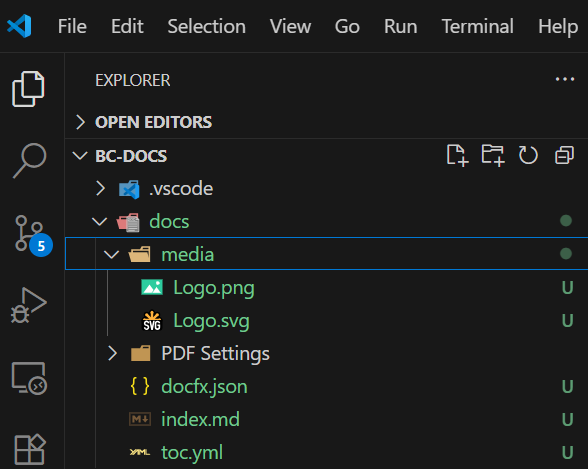 File Edit Selection View Go Run Terminal Help
EXPLORER
OPEN EDITORS
BC-DOCS
.vscode
docs
media
Logo.png U
SVG Logo.svg U
PDF Settings
{ } docfx.json U
M index.md U
YAML toc.yml U
5